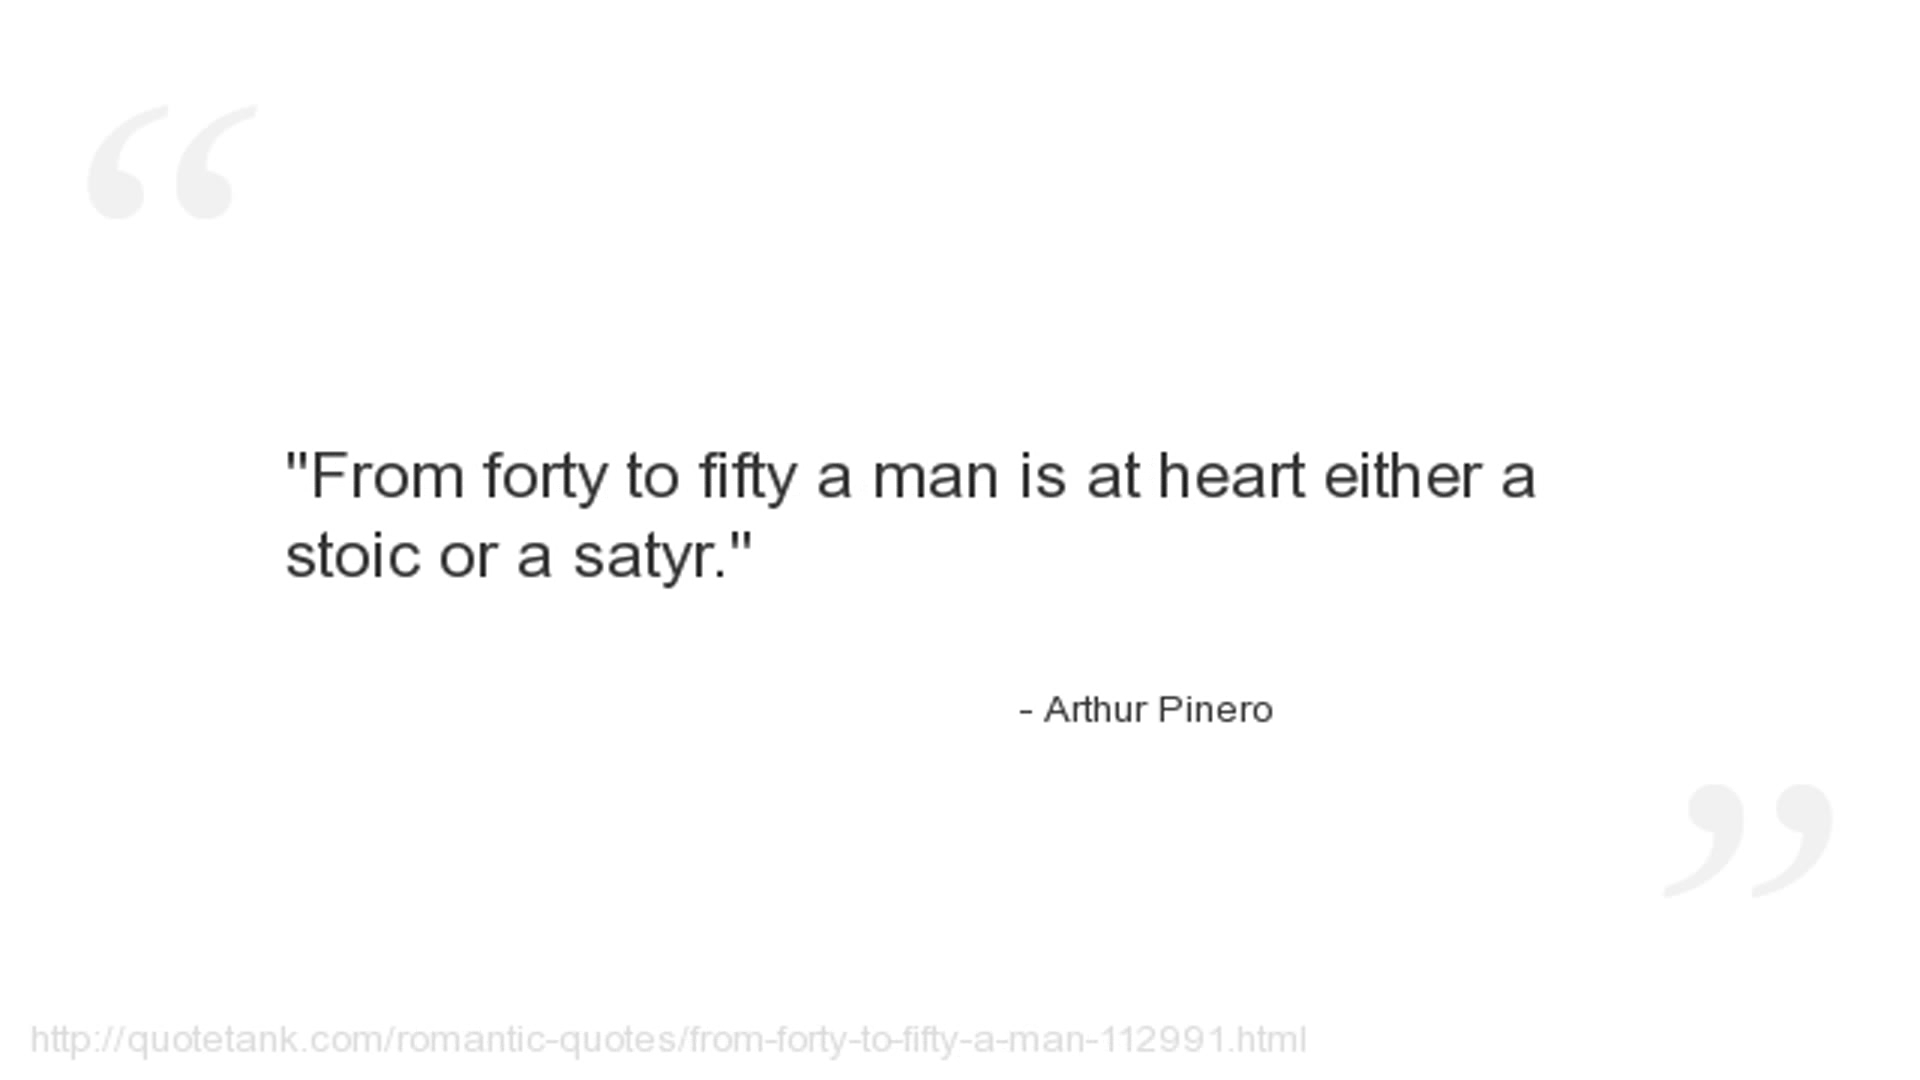 "From forty to fifty a man is at heart either a
stoic or a satyr."
- Arthur Pinero
http://quotetank.com/romantic-quotes/from-forty-to-fifty-a-man-112991.html